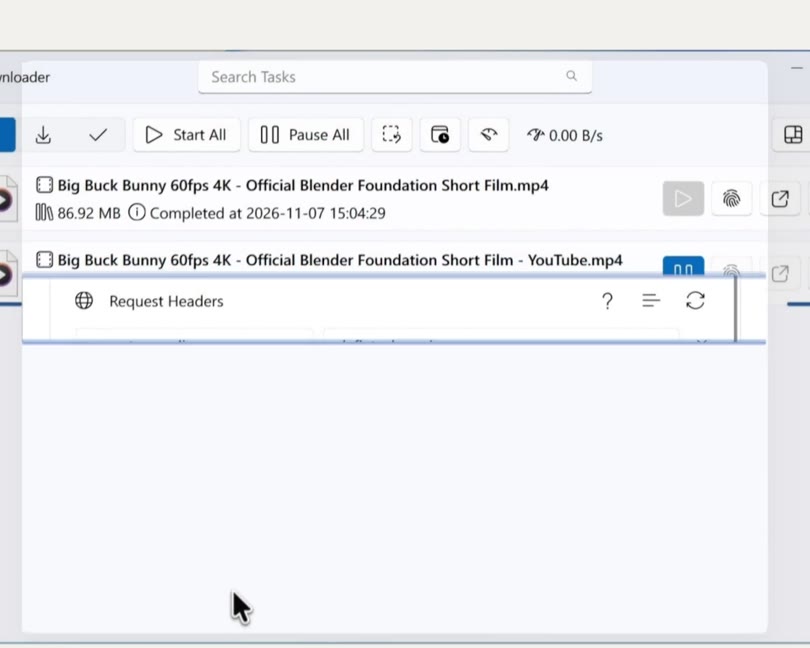 Search Tasks
Start All Pause All 0.00 B/s
Big Buck Bunny 60fps 4K - Official Blender Foundation Short Film.mp4
86.92 MB Completed at 2026-11-07 15:04:29
Big Buck Bunny 60fps 4K - Official Blender Foundation Short Film - YouTube.mp4
Request Headers